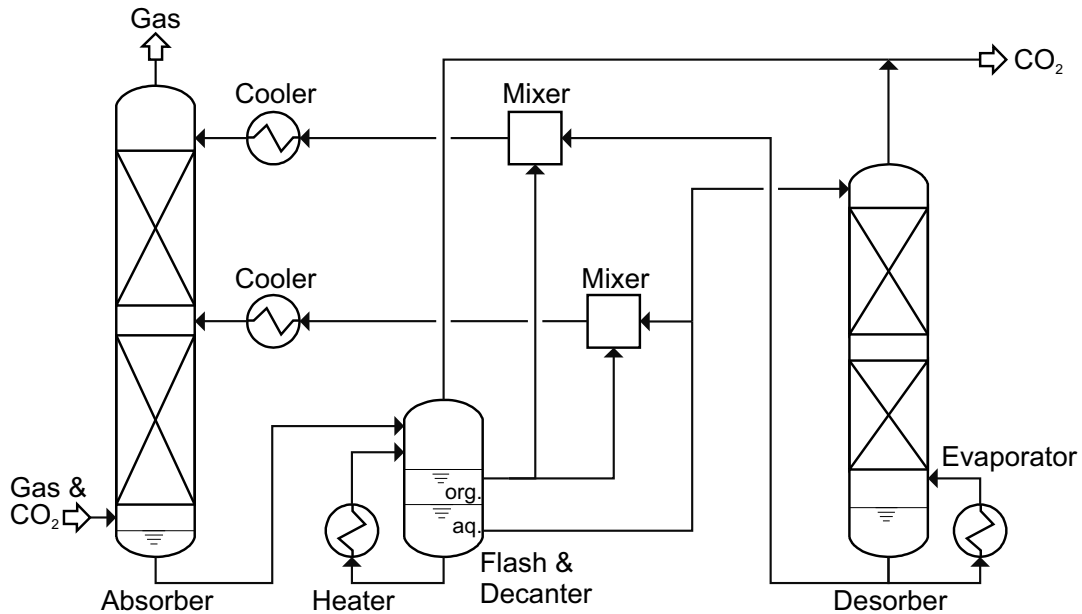 Gas
CO₂
Cooler
Mixer
Cooler
Mixer
Evaporator
Gas &
CO₂
org.
aq.
Flash &
Decanter
Absorber
Heater
Desorber